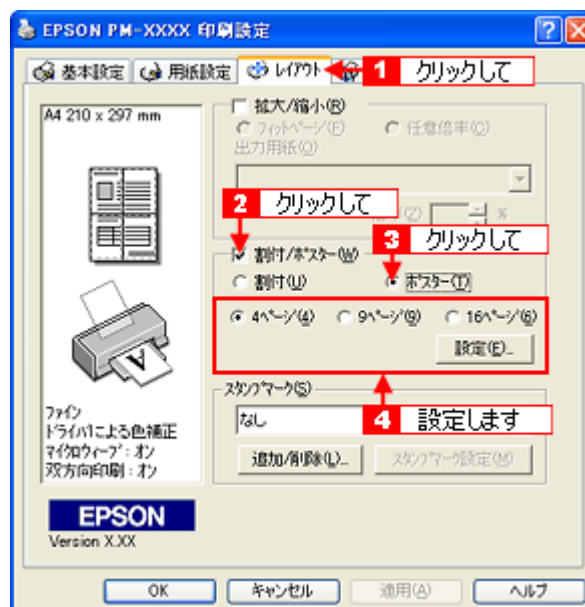 EPSON PM-XXXX 印刷設定
基本設定 用紙設定 レイアウト 1 クリックして
A4 210 x 297 mm
拡大/縮小(R)
フィットページ(F) 任意倍率(C)
出力用紙(O)
2 クリックして
(Z) %
3 クリックして
割付/ポスター(W)
割付(U) ポスター(T)
4ページ(4) 9ページ(9) 16ページ(6)
設定(E)...
スタンプマーク(S)
なし
4 設定します
追加/削除(L)... スタンプマーク設定(M)
ファイン
ドライバによる色補正
マイクロウィーブ:オン
双方向印刷:オン
EPSON
Version X.XX
OK キャンセル 適用(A) ヘルプ